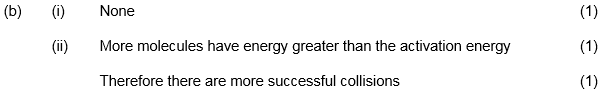 (b) (i) None (1)
(ii) More molecules have energy greater than the activation energy (1)
Therefore there are more successful collisions (1)